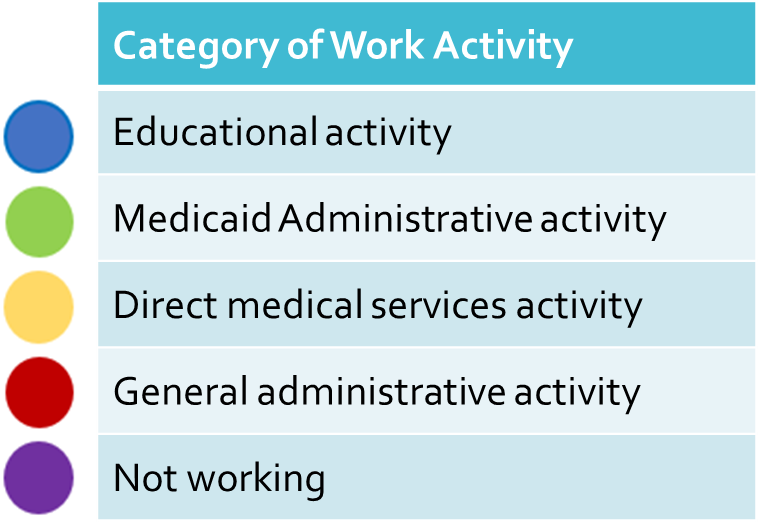 Category of Work Activity
Educational activity
Medicaid Administrative activity
Direct medical services activity
General administrative activity
Not working